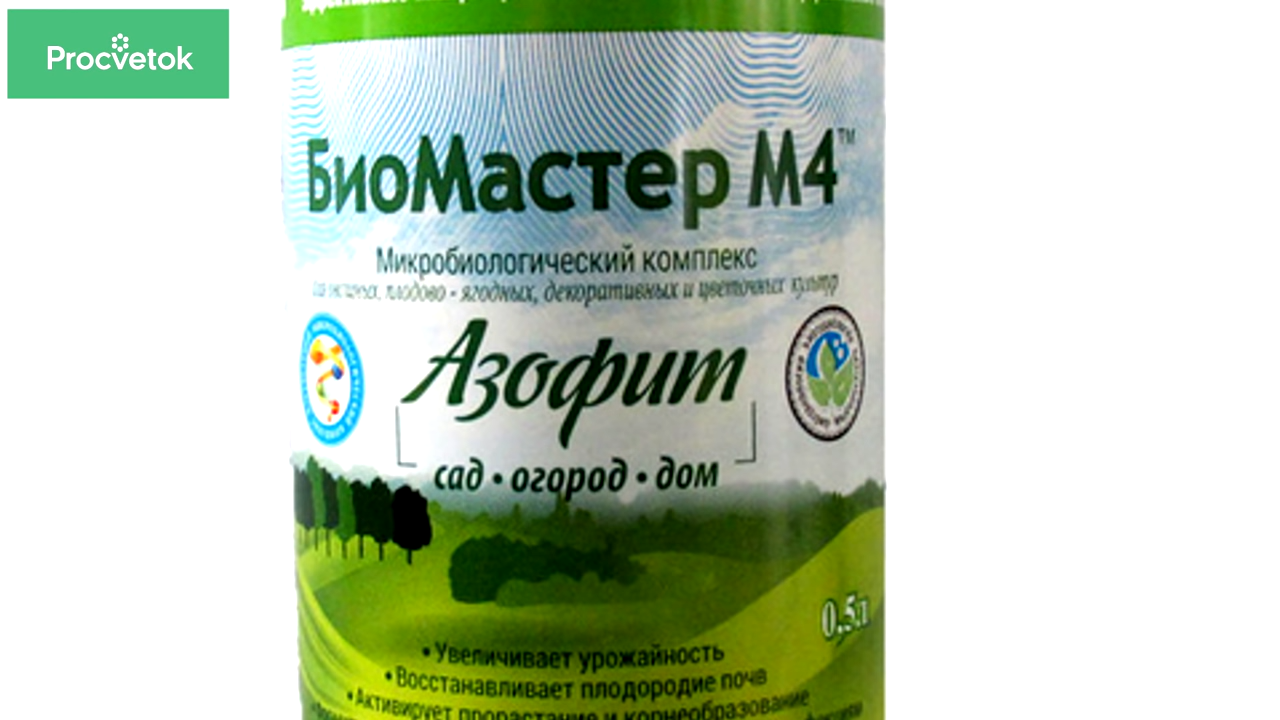 Procvetok
БиоМастер М4™
Микробиологический комплекс
плодово - ягодных, декоративных и цветочных культур
Азофит
сад • огород • дом
0,5л
• Увеличивает урожайность
• Восстанавливает плодородие почв
• Активирует прорастание и корнеобразование